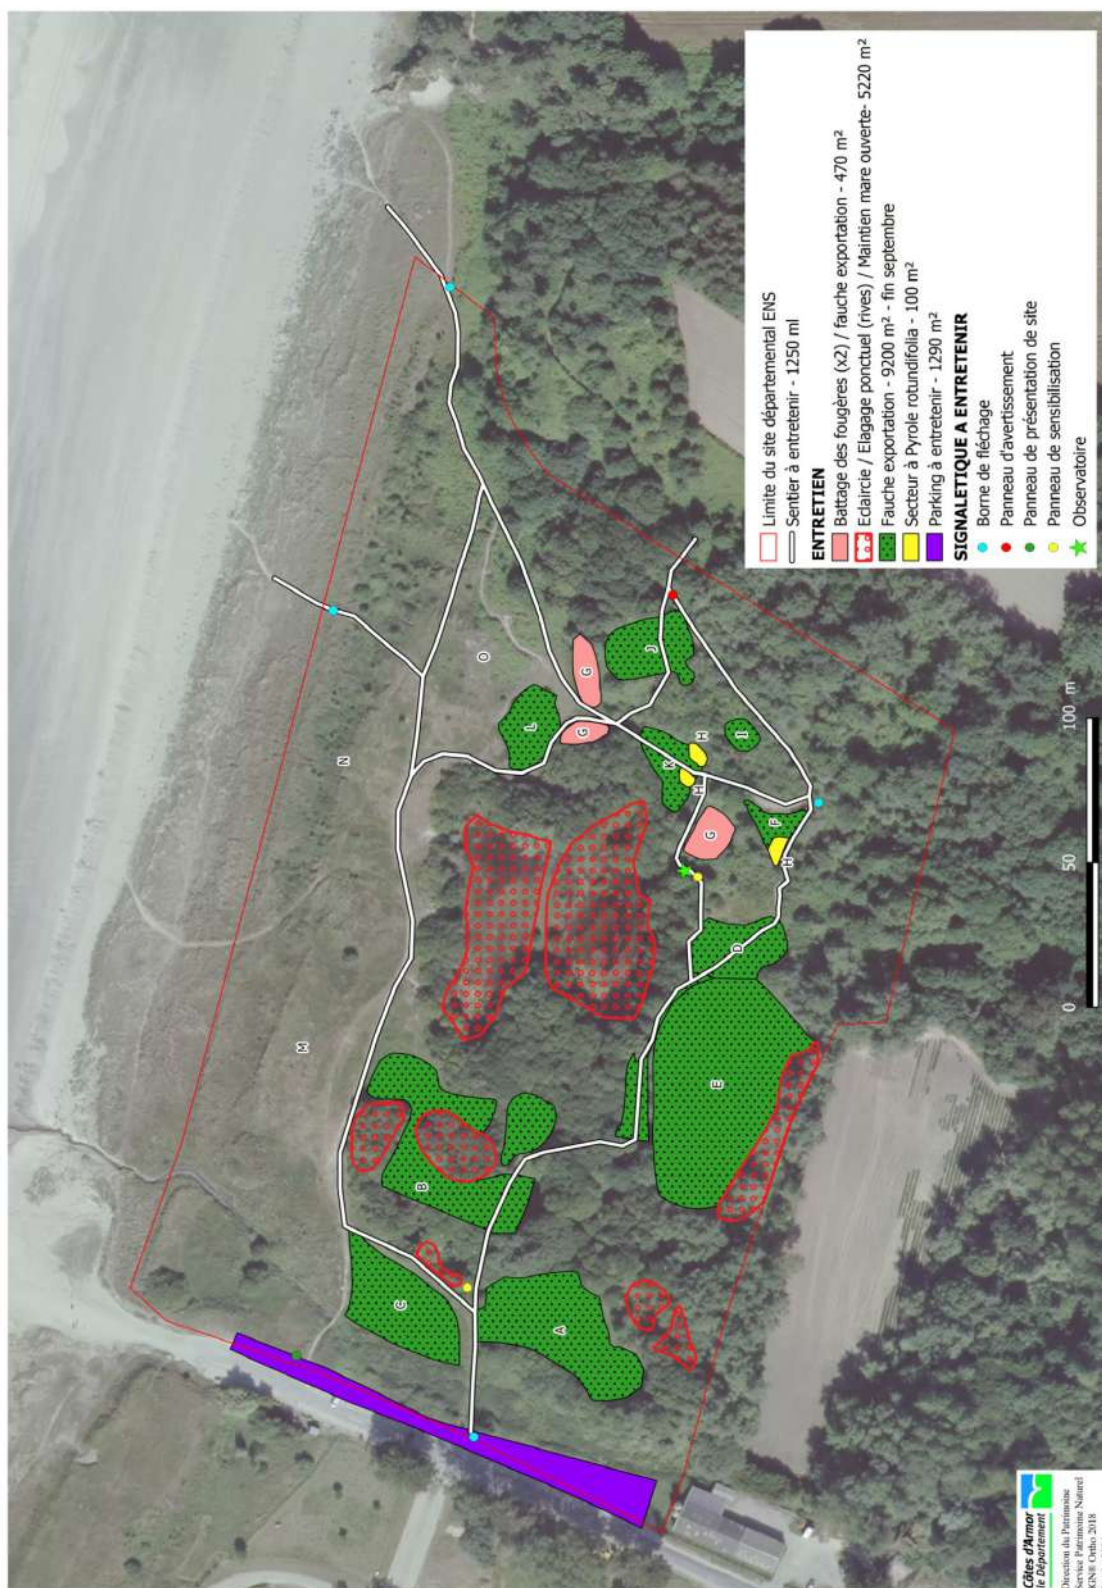 Limite du site départemental ENS
Sentier à entretenir - 1250 ml
ENTRETIEN
Battage des fougères (x2) / fauche exportation - 470 m²
Eclaircie / Elagage ponctuel (rives) / Maintien mare ouverte- 5220 m²
Fauche exportation - 9200 m² - fin septembre
Secteur à Pyrole rotundifolia - 100 m²
Parking à entretenir - 1290 m²
SIGNALETIQUE A ENTRETENIR
Borne de fléchage
Panneau d'avertissement
Panneau de présentation de site
Panneau de sensibilisation
Observatoire
N
M
O
L
G
G
J
K
H
H
I
G
F
H
D
E
B
C
A
0
50
100 m
Côtes d'Armor
le Département
Direction du Patrimoine
Service Patrimoine Naturel
IGN® Ortho 2018